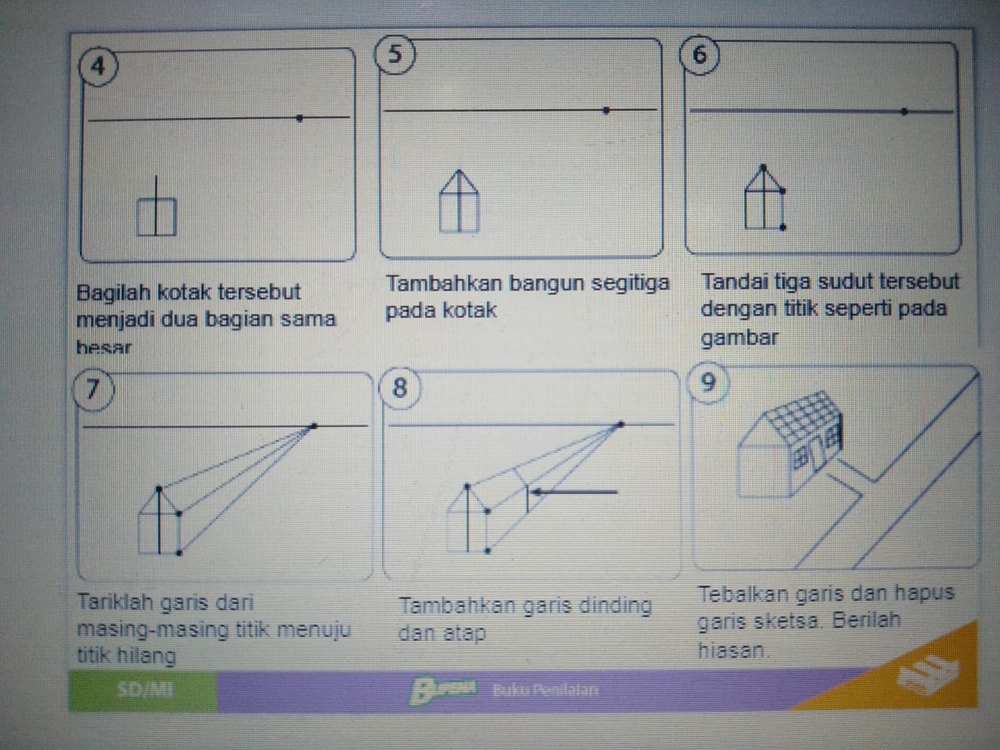 4
5
6
Bagilah kotak tersebut
menjadi dua bagian sama
besar
Tambahkan bangun segitiga
pada kotak
Tandai tiga sudut tersebut
dengan titik seperti pada
gambar
7
8
9
Tariklah garis dari
masing-masing titik menuju
titik hilang
Tambahkan garis dinding
dan atap
Tebalkan garis dan hapus
garis sketsa. Berilah
hiasan.
SD/MI
Buku Penilaian